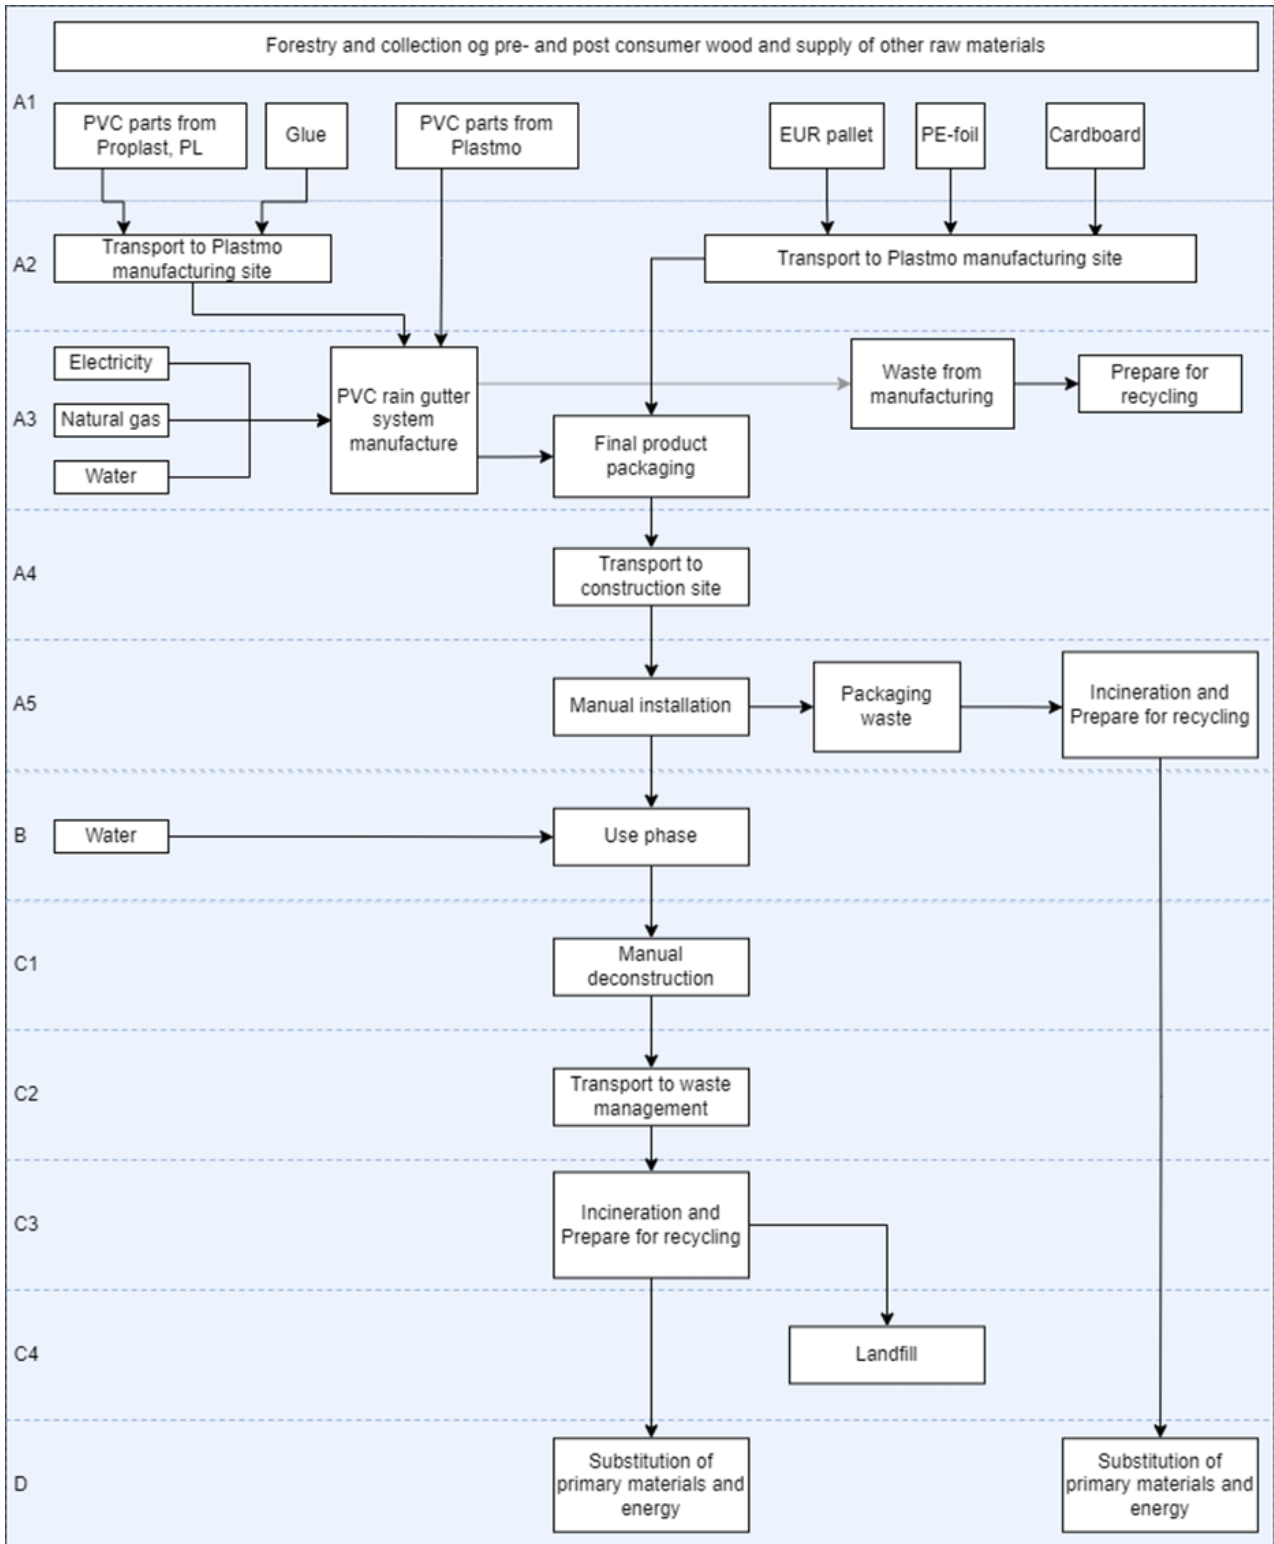 Forestry and collection og pre- and post consumer wood and supply of other raw materials
A1
PVC parts from
Proplast, PL
Glue
PVC parts from
Plastmo
EUR pallet
PE-foil
Cardboard
A2
Transport to Plastmo
manufacturing site
Transport to Plastmo manufacturing site
A3
Electricity
Natural gas
Water
PVC rain gutter
system
manufacture
Final product
packaging
Waste from
manufacturing
Prepare for
recycling
A4
Transport to
construction site
A5
Manual installation
Packaging
waste
Incineration and
Prepare for recycling
B
Water
Use phase
C1
Manual
deconstruction
C2
Transport to waste
management
C3
Incineration and
Prepare for recycling
C4
Landfill
D
Substitution of
primary materials and
energy
Substitution of
primary materials and
energy